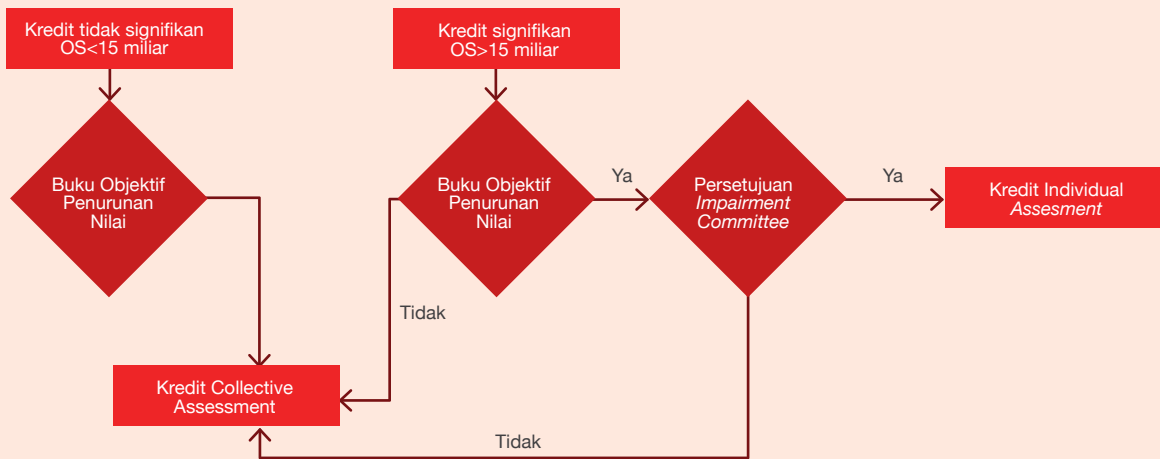 Kredit tidak signifikan
OS<15 miliar
Kredit signifikan
OS>15 miliar
Buku Objektif
Penurunan
Nilai
Buku Objektif
Penurunan
Nilai
Ya
Persetujuan
Impairment
Committee
Ya
Kredit Individual
Assesment
Tidak
Kredit Collective
Assessment
Tidak